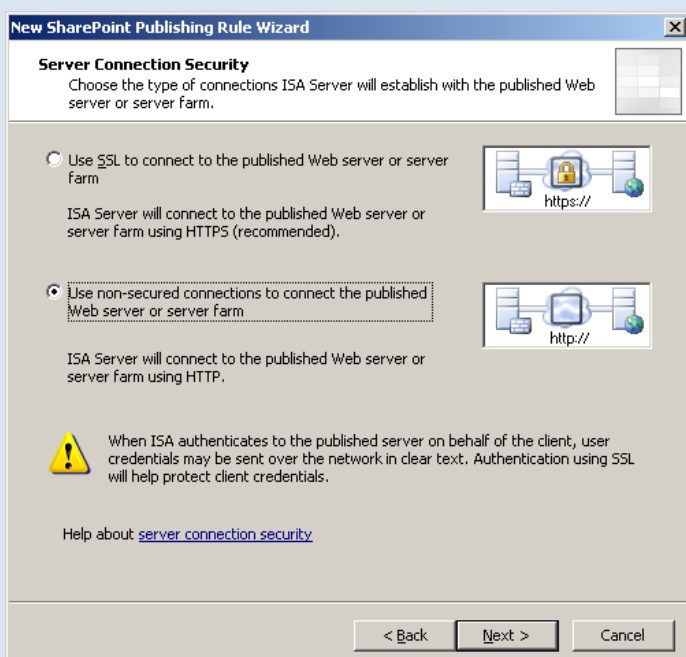 New SharePoint Publishing Rule Wizard
Server Connection Security
Choose the type of connections ISA Server will establish with the published Web
server or server farm.
Use SSL to connect to the published Web server or server
farm
https://
ISA Server will connect to the published Web server or
server farm using HTTPS (recommended).
Use non-secured connections to connect the published
Web server or server farm
http://
ISA Server will connect to the published Web server or
server farm using HTTP.
When ISA authenticates to the published server on behalf of the client, user
credentials may be sent over the network in clear text. Authentication using SSL
will help protect client credentials.
Help about server connection security
< Back Next > Cancel